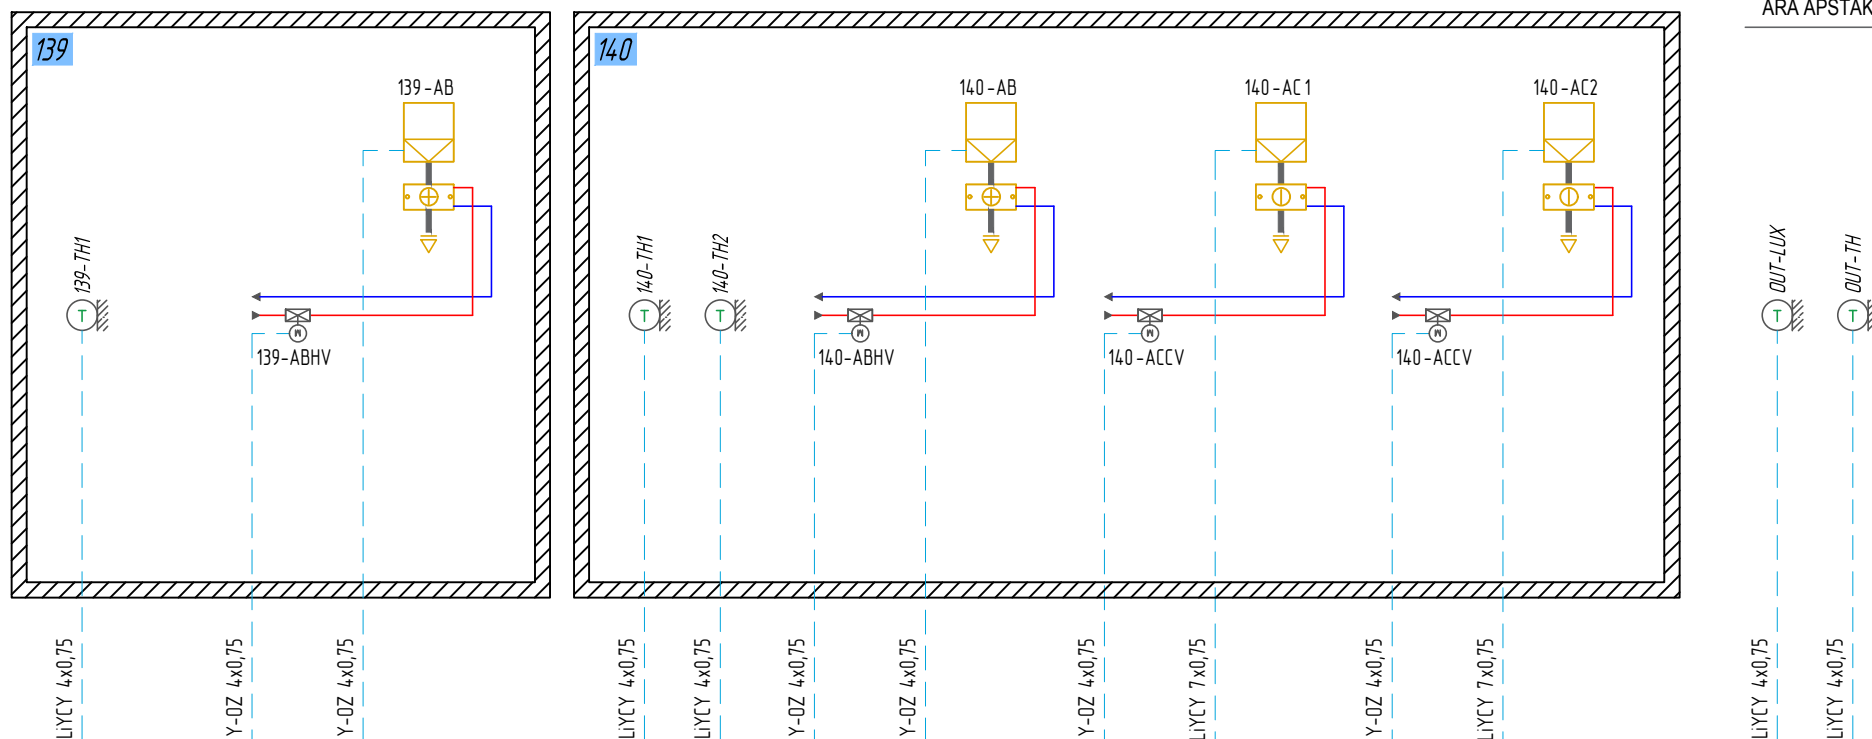 139
139-AB
139-TH1
T
M
139-ABHV
LiYCY 4x0,75
Y-OZ 4x0,75
Y-OZ 4x0,75
140
140-AB
140-AC1
140-AC2
140-TH1
140-TH2
T
T
M
140-ABHV
M
140-ACCV
M
140-ACCV
LiYCY 4x0,75
LiYCY 4x0,75
Y-OZ 4x0,75
Y-OZ 4x0,75
Y-OZ 4x0,75
LiYCY 7x0,75
Y-OZ 4x0,75
LiYCY 7x0,75
ĀRA APSTĀK
OUT-LUX
OUT-TH
T
T
LiYCY 4x0,75
LiYCY 4x0,75